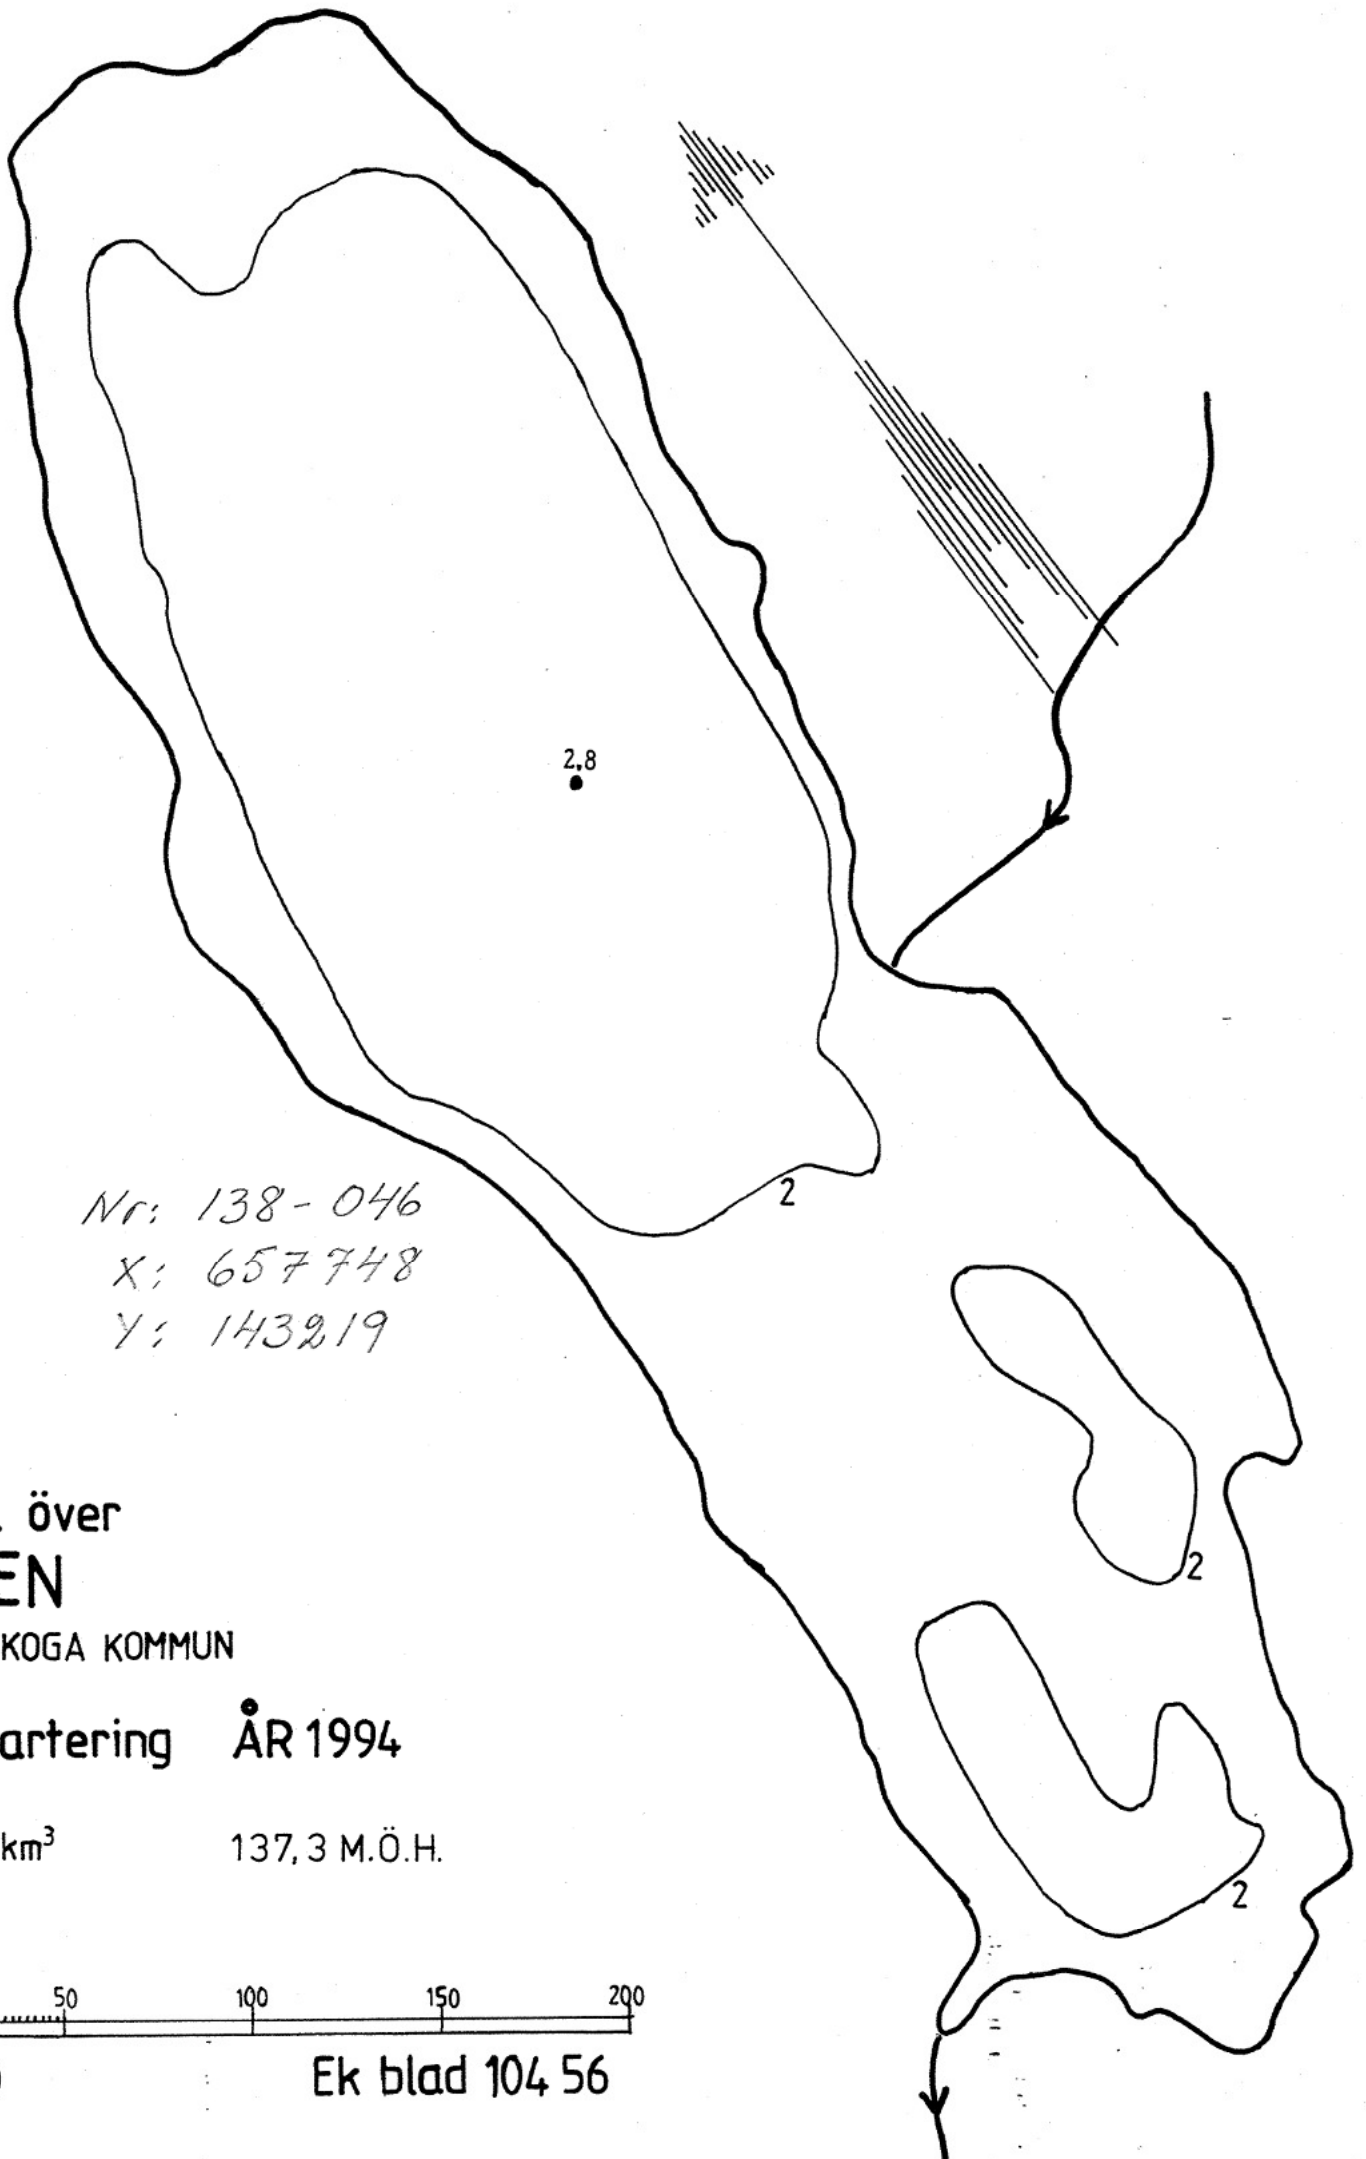 2,8
2
Nr: 138-046
X: 657748
Y: 143219
2
över
EN
KOGA KOMMUN
artering ÅR 1994
km³ 137,3 M.Ö.H.
2
50 100 150 200
Ek blad 104 56